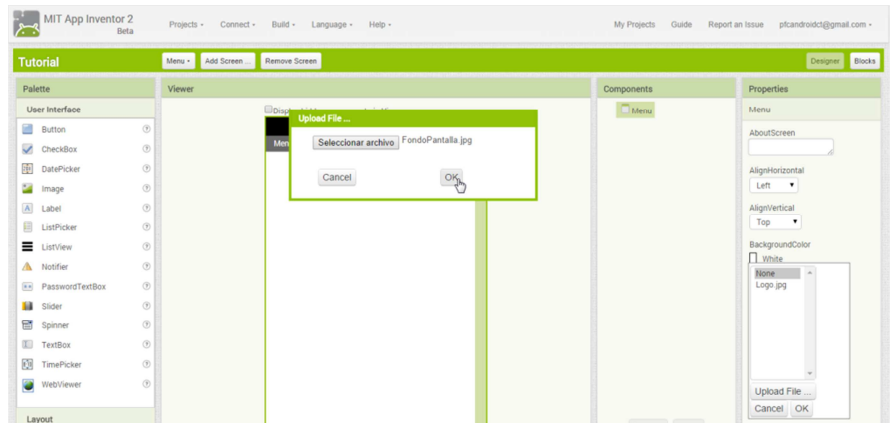 MIT App Inventor 2
Beta
Projects Connect Build Language Help My Projects Guide Report an Issue pfcandroidct@gmail.com
Tutorial Menu Add Screen ... Remove Screen Designer Blocks
Palette Viewer Components Properties
User Interface
Button
CheckBox
DatePicker
Image
Label
ListPicker
ListView
Notifier
PasswordTextBox
Slider
Spinner
TextBox
TimePicker
WebViewer
Layout
Upload File ...
Seleccionar archivo FondoPantalla.jpg
Cancel OK
Men
Menu
Menu
AboutScreen
AlignHorizontal
Left
AlignVertical
Top
BackgroundColor
White
None
Logo.jpg
Upload File ...
Cancel OK